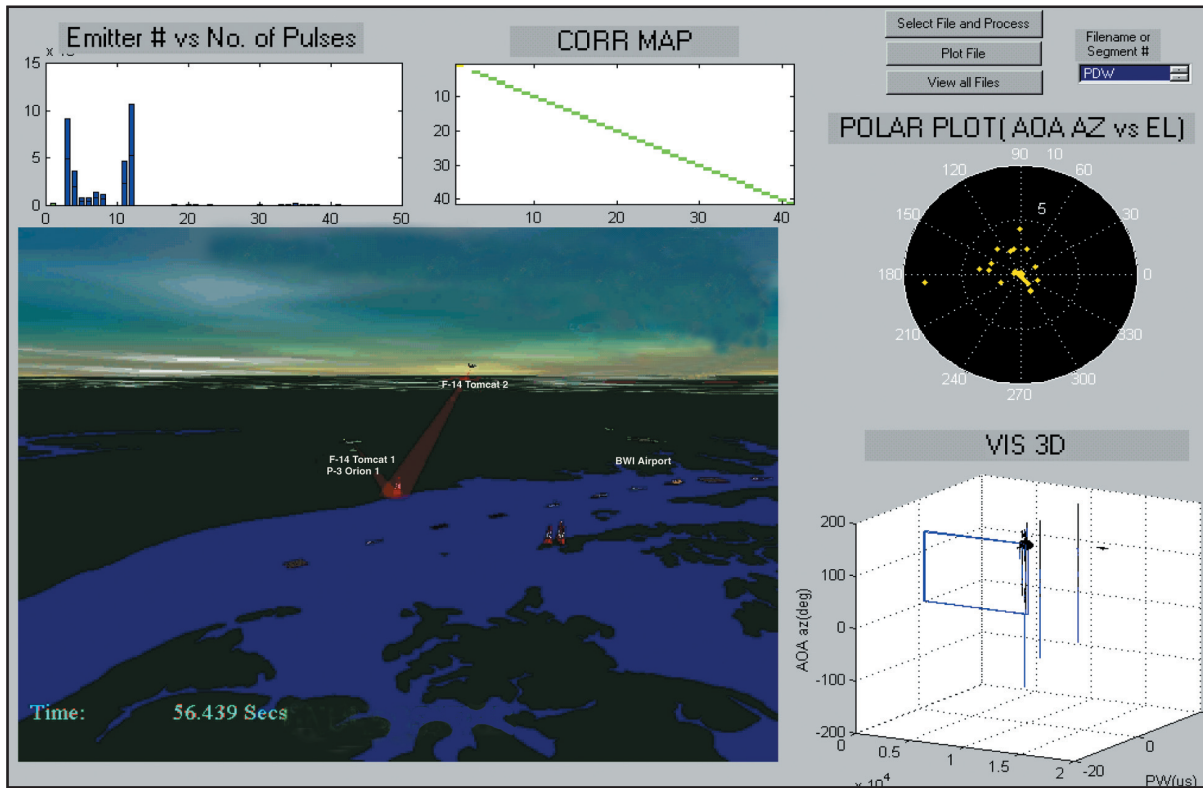 Emitter # vs No. of Pulses
15
10
5
0
0 10 20 30 40 50
CORR MAP
10
20
30
40
10 20 30 40
Select File and Process
Plot File
View all Files
Filename or
Segment #
PDW
POLAR PLOT( AOA AZ vs EL)
90 10
120 60
5
150 30
180 0
210 330
240 300
270
F-14 Tomcat 2
F-14 Tomcat 1
P-3 Orion 1
BWI Airport
Time: 56.439 Secs
VIS 3D
200
100
0
-100
-200
AOA az(deg)
0 0.5 1 1.5 2
x 10⁴
-20 0
PW(us)